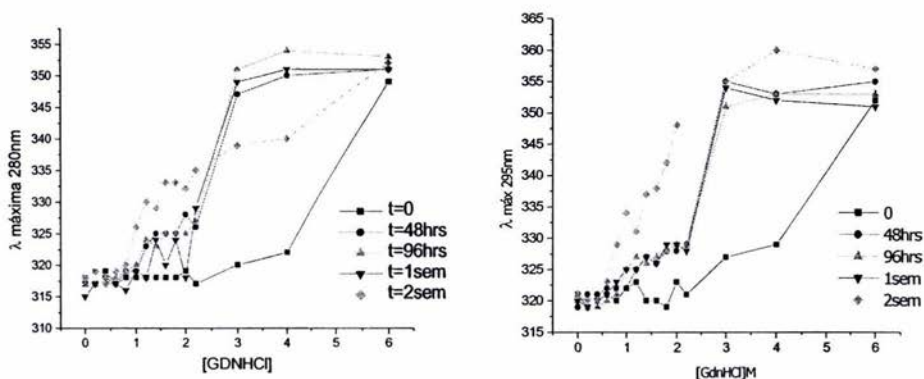 355
350
345
340
335
330
325
320
315
310
λ máxima 280nm
0 1 2 3 4 5 6
[GDNHCl]
t=0
t=48hrs
t=96hrs
t=1sem
t=2sem
365
360
355
350
345
340
335
330
325
320
315
λ máx 295nm
0 1 2 3 4 5 6
[GdnHCl]M
0
48hrs
96hrs
1sem
2sem